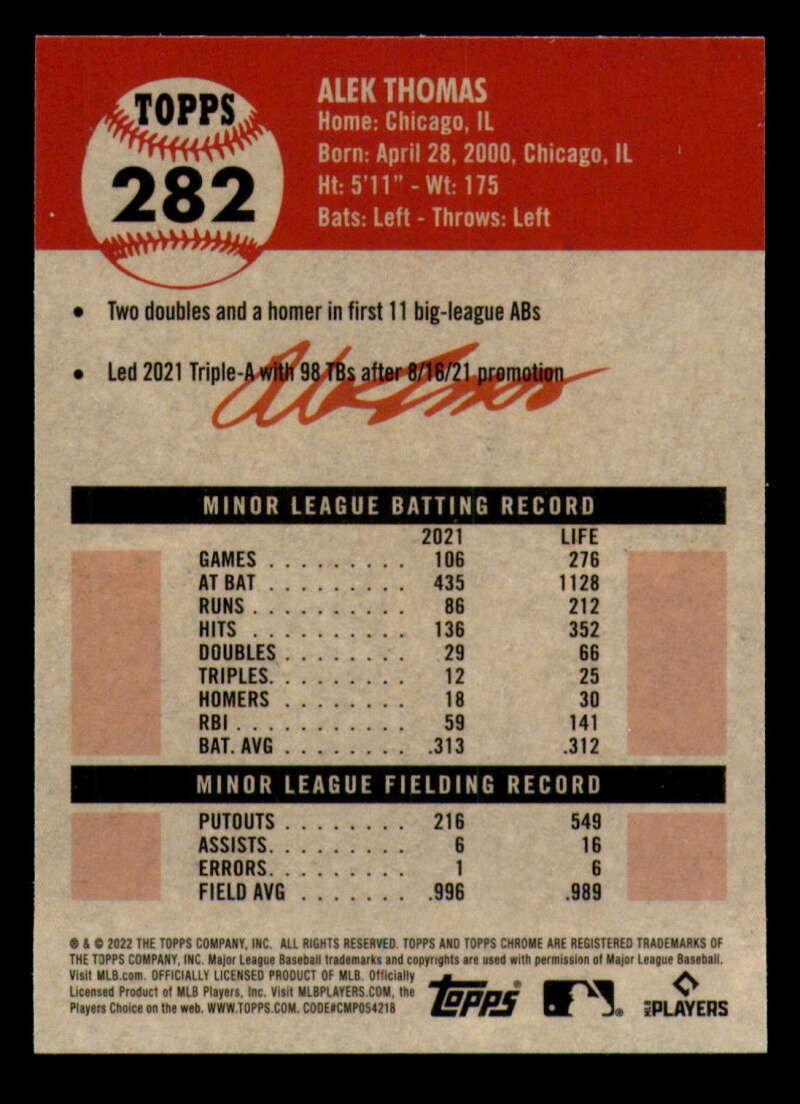 TOPPS
282
ALEK THOMAS
Home: Chicago, IL
Born: April 28, 2000, Chicago, IL
Ht: 5'11" - Wt: 175
Bats: Left - Throws: Left
• Two doubles and a homer in first 11 big-league ABs
• Led 2021 Triple-A with 98 TBs after 8/16/21 promotion
MINOR LEAGUE BATTING RECORD
2021 LIFE
GAMES . . . . . . . . . 106 276
AT BAT . . . . . . . . . 435 1128
RUNS . . . . . . . . . . 86 212
HITS . . . . . . . . . . 136 352
DOUBLES . . . . . . . . 29 66
TRIPLES. . . . . . . . . 12 25
HOMERS . . . . . . . . . 18 30
RBI . . . . . . . . . . . 59 141
BAT. AVG . . . . . . . . .313 .312
MINOR LEAGUE FIELDING RECORD
PUTOUTS . . . . . . . . 216 549
ASSISTS. . . . . . . . . 6 16
ERRORS. . . . . . . . . 1 6
FIELD AVG . . . . . . . .996 .989
® & © 2022 THE TOPPS COMPANY, INC. ALL RIGHTS RESERVED. TOPPS AND TOPPS CHROME ARE REGISTERED TRADEMARKS OF
THE TOPPS COMPANY, INC. Major League Baseball trademarks and copyrights are used with permission of Major League Baseball.
Visit MLB.com. OFFICIALLY LICENSED PRODUCT OF MLB. Officially
Licensed Product of MLB Players, Inc. Visit MLBPLAYERS.COM, the
Players Choice on the web. WWW.TOPPS.COM. CODE#CMP054218
Topps®
MLB PLAYERS